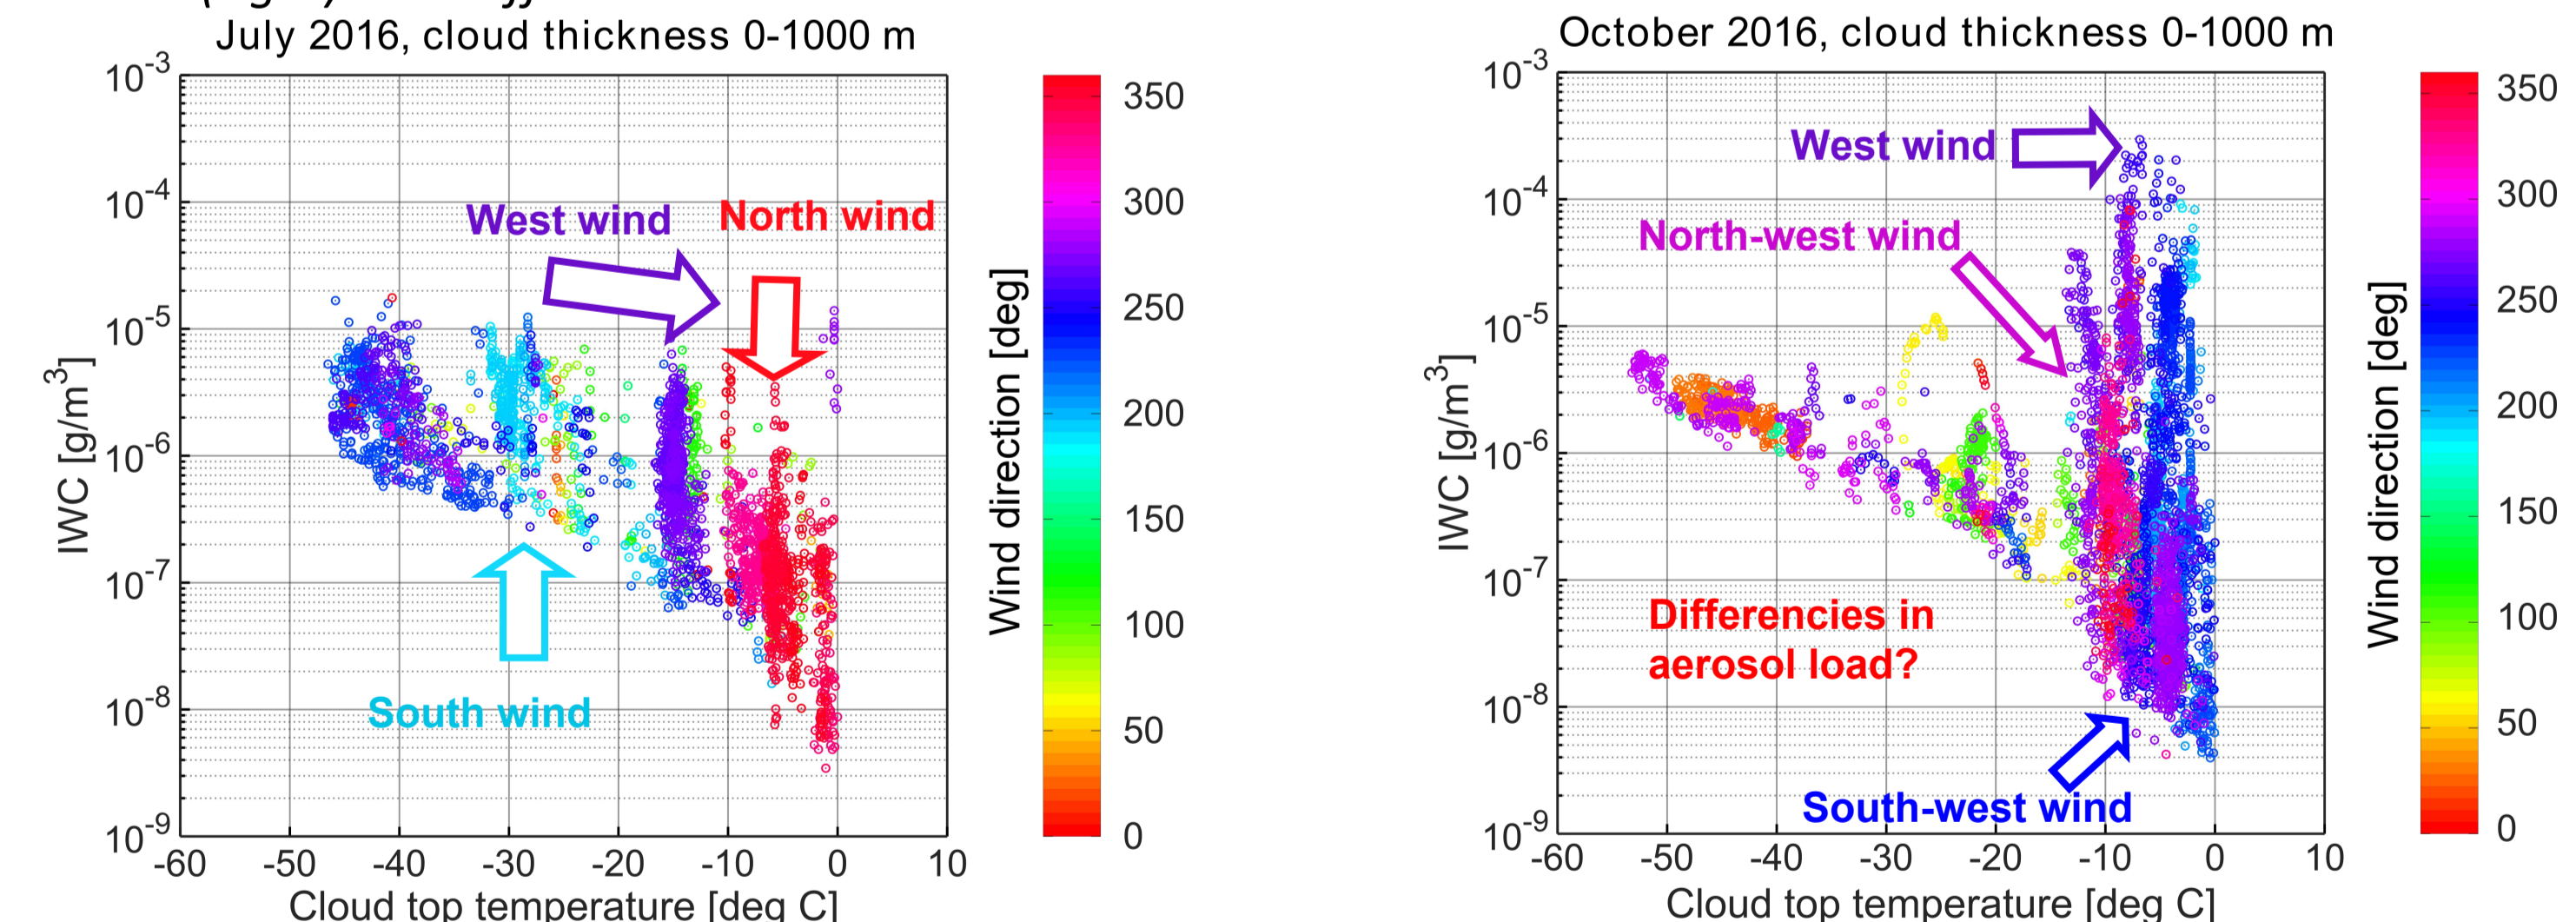 July 2016, cloud thickness 0-1000 m
10-3
10-4
10-5
10-6
10-7
10-8
10-9
IWC [g/m3]
West wind
North wind
South wind
-60 -50 -40 -30 -20 -10 0 10
Cloud top temperature [deg C]
350
300
250
200
150
100
50
0
Wind direction [deg]
October 2016, cloud thickness 0-1000 m
10-3
10-4
10-5
10-6
10-7
10-8
10-9
IWC [g/m3]
West wind
North-west wind
Differencies in
aerosol load?
South-west wind
-60 -50 -40 -30 -20 -10 0 10
Cloud top temperature [deg C]
350
300
250
200
150
100
50
0
Wind direction [deg]